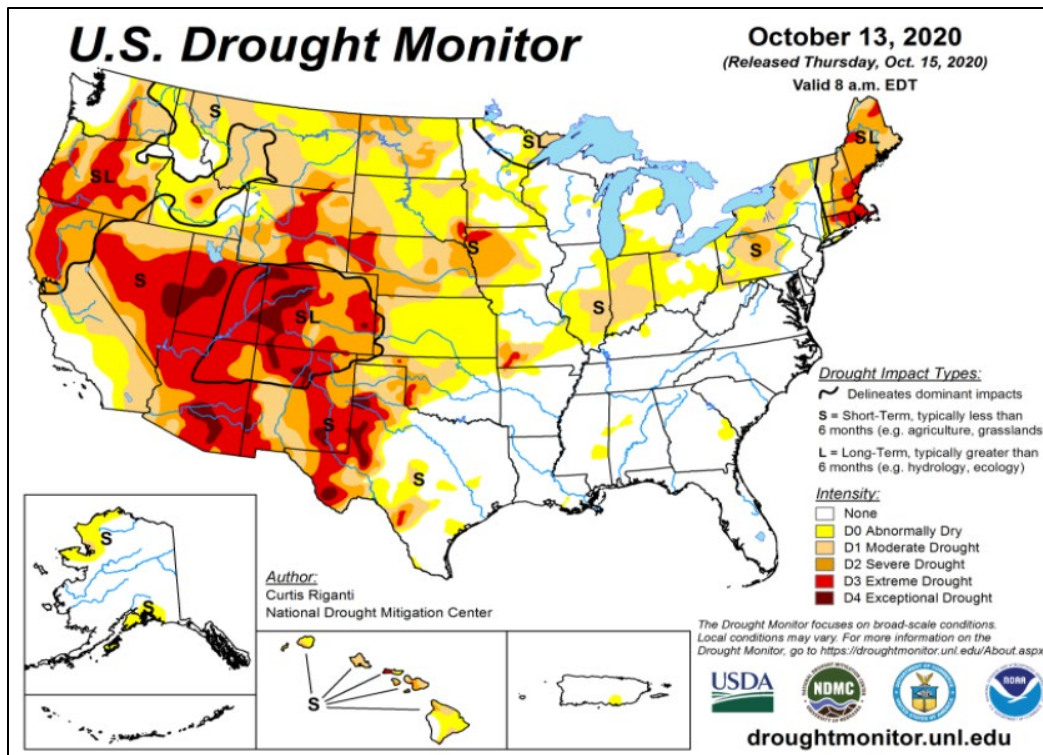 U.S. Drought Monitor
October 13, 2020
(Released Thursday, Oct. 15, 2020)
Valid 8 a.m. EDT
S
SL
SL
SL
S
S
S
S
SL
S
S
Drought Impact Types:
Delineates dominant impacts
S = Short-Term, typically less than
6 months (e.g. agriculture, grasslands
L = Long-Term, typically greater than
6 months (e.g. hydrology, ecology)
Intensity:
None
D0 Abnormally Dry
D1 Moderate Drought
D2 Severe Drought
D3 Extreme Drought
D4 Exceptional Drought
S
S
Author:
Curtis Riganti
National Drought Mitigation Center
S
The Drought Monitor focuses on broad-scale conditions.
Local conditions may vary. For more information on the
Drought Monitor, go to https://droughtmonitor.unl.edu/About.aspx
USDA
NDMC
NOAA
droughtmonitor.unl.edu